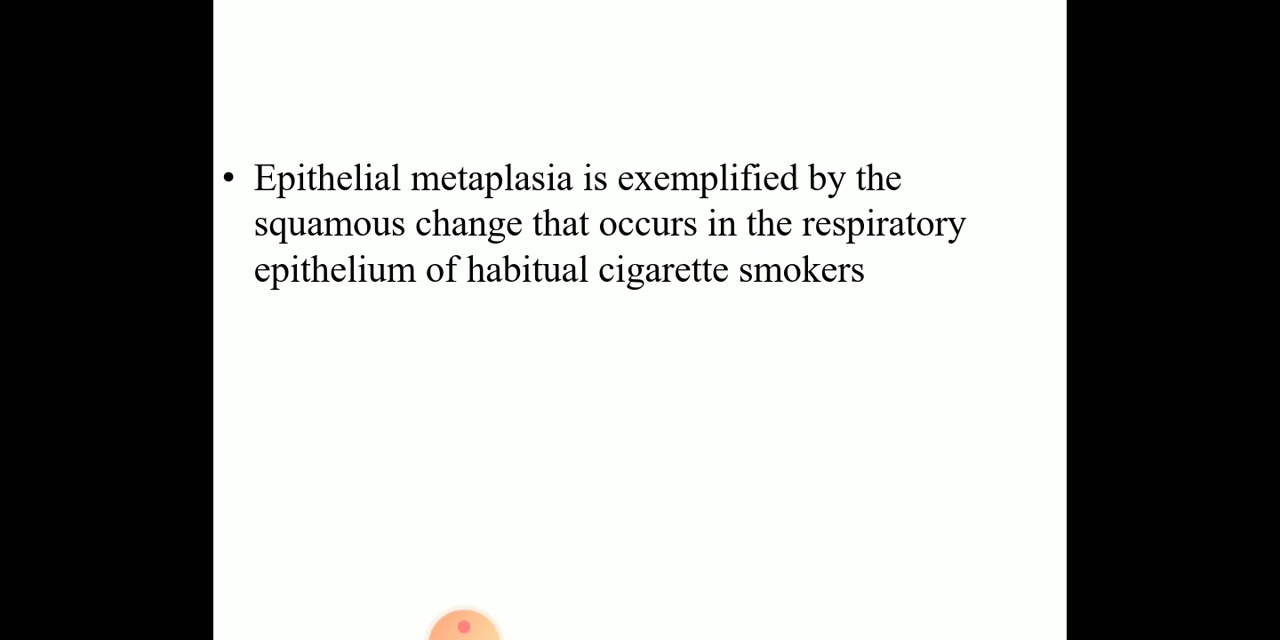 • Epithelial metaplasia is exemplified by the
squamous change that occurs in the respiratory
epithelium of habitual cigarette smokers